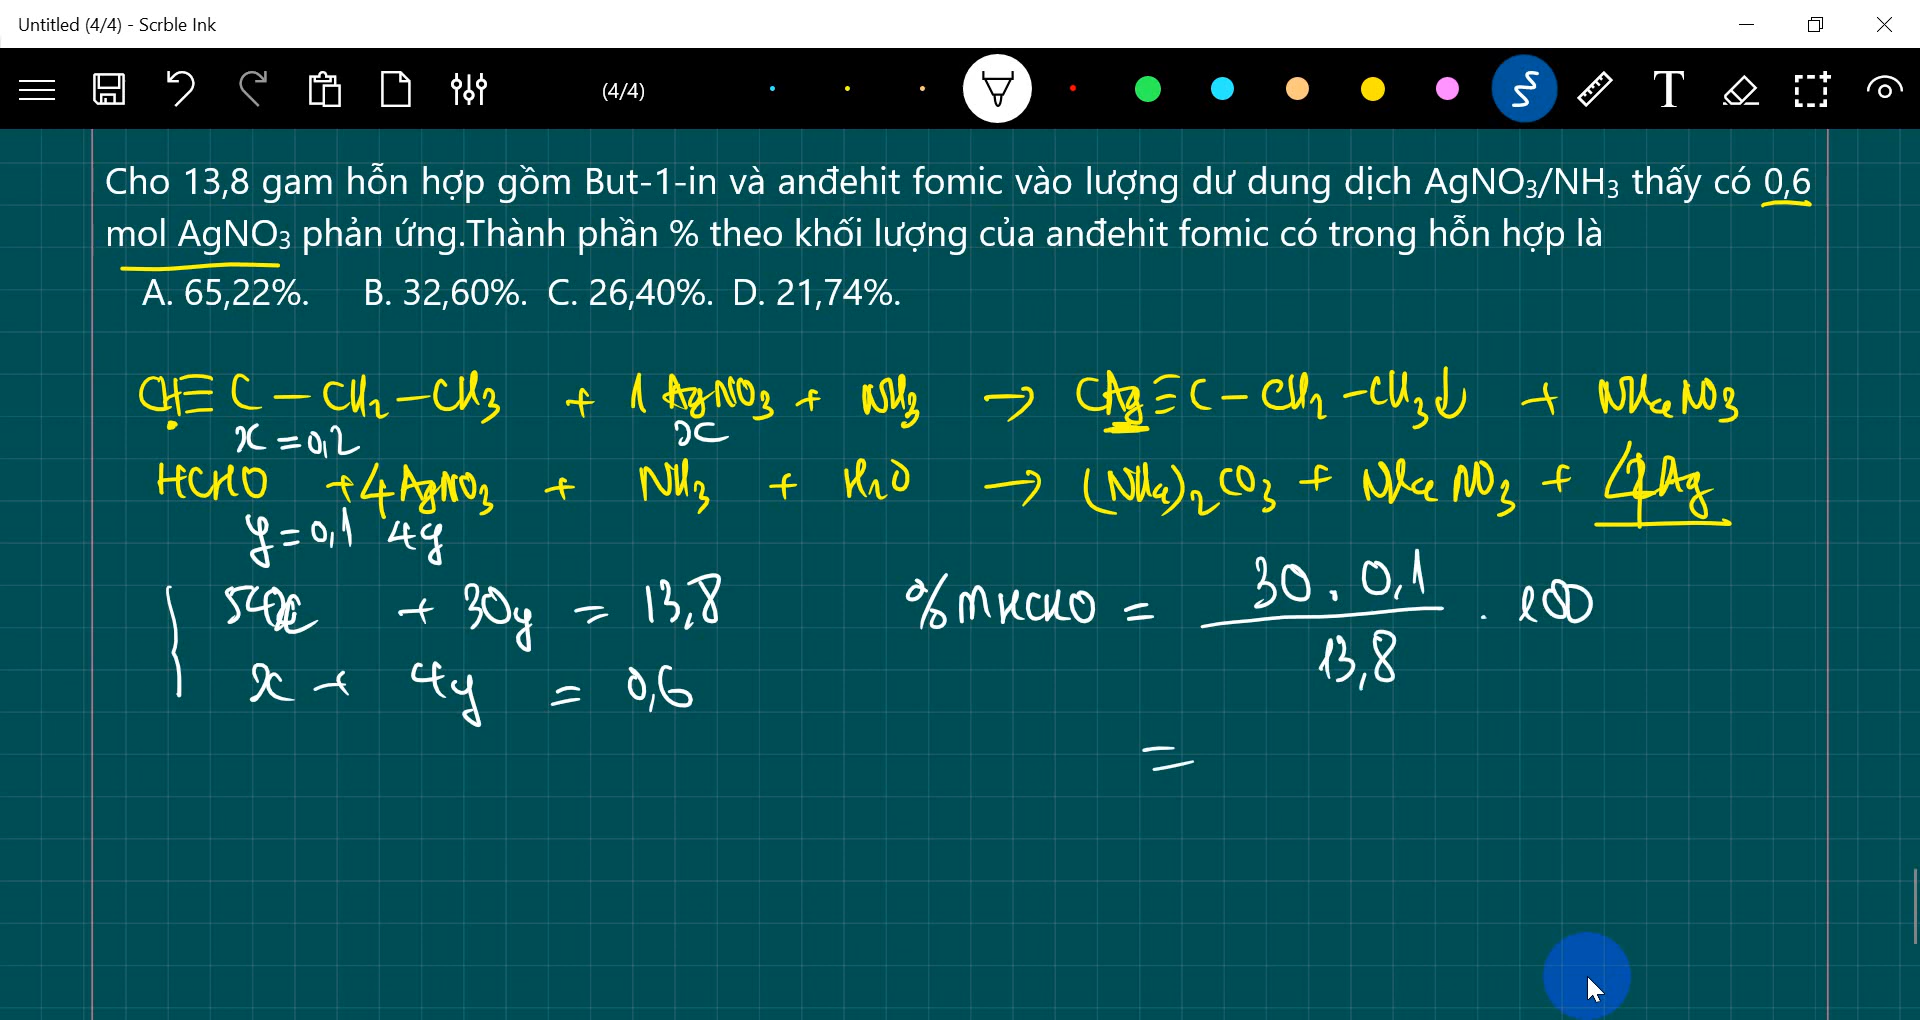 Untitled (4/4) - Scrble Ink
(4/4)
T
Cho 13,8 gam hỗn hợp gồm But-1-in và anđehit fomic vào lượng dư dung dịch AgNO₃/NH₃ thấy có 0,6
mol AgNO₃ phản ứng.Thành phần % theo khối lượng của anđehit fomic có trong hỗn hợp là
A. 65,22%. B. 32,60%. C. 26,40%. D. 21,74%.
CH≡C-CH₂-CH₃ + 1AgNO₃ + NH₃ → CAg≡C-CH₂-CH₃↓ + NH₄NO₃
x = 0,2 x
HCHO + 4AgNO₃ + NH₃ + H₂O → (NH₄)₂CO₃ + NH₄NO₃ + 4Ag
y = 0,1 4y
54x + 30y = 13,8 %mHCHO = 30.0,1 / 13,8 . 100
x + 4y = 0,6
=